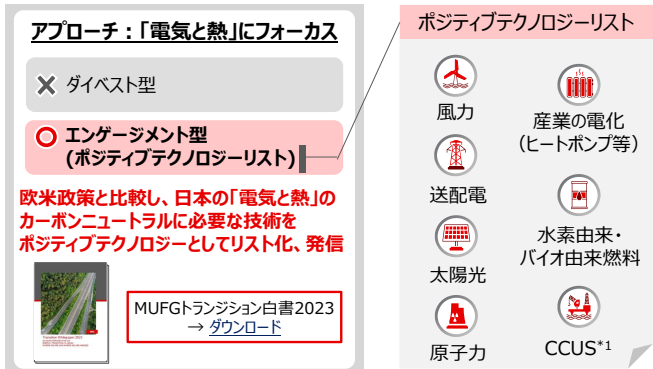 アプローチ：「電気と熱」にフォーカス
ダイベスト型
エンゲージメント型
(ポジティブテクノロジーリスト)
欧米政策と比較し、日本の「電気と熱」の
カーボンニュートラルに必要な技術を
ポジティブテクノロジーとしてリスト化、発信
MUFGトランジション白書2023
→ ダウンロード
ポジティブテクノロジーリスト
風力
送配電
太陽光
原子力
産業の電化
(ヒートポンプ等)
水素由来・
バイオ由来燃料
CCUS*1